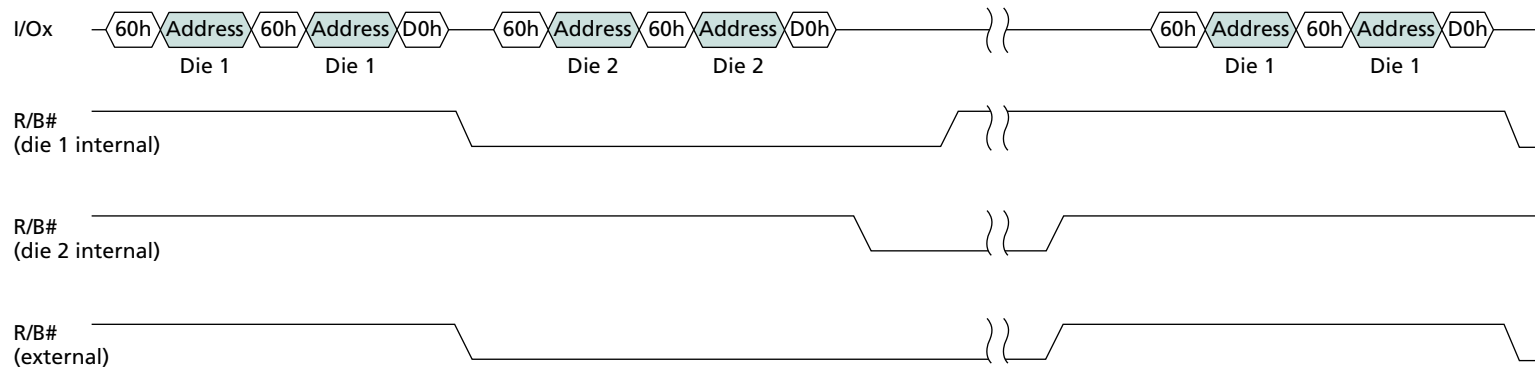 I/Ox 60h Address 60h Address D0h 60h Address 60h Address D0h 60h Address 60h Address D0h
Die 1 Die 1 Die 2 Die 2 Die 1 Die 1
R/B#
(die 1 internal)
R/B#
(die 2 internal)
R/B#
(external)